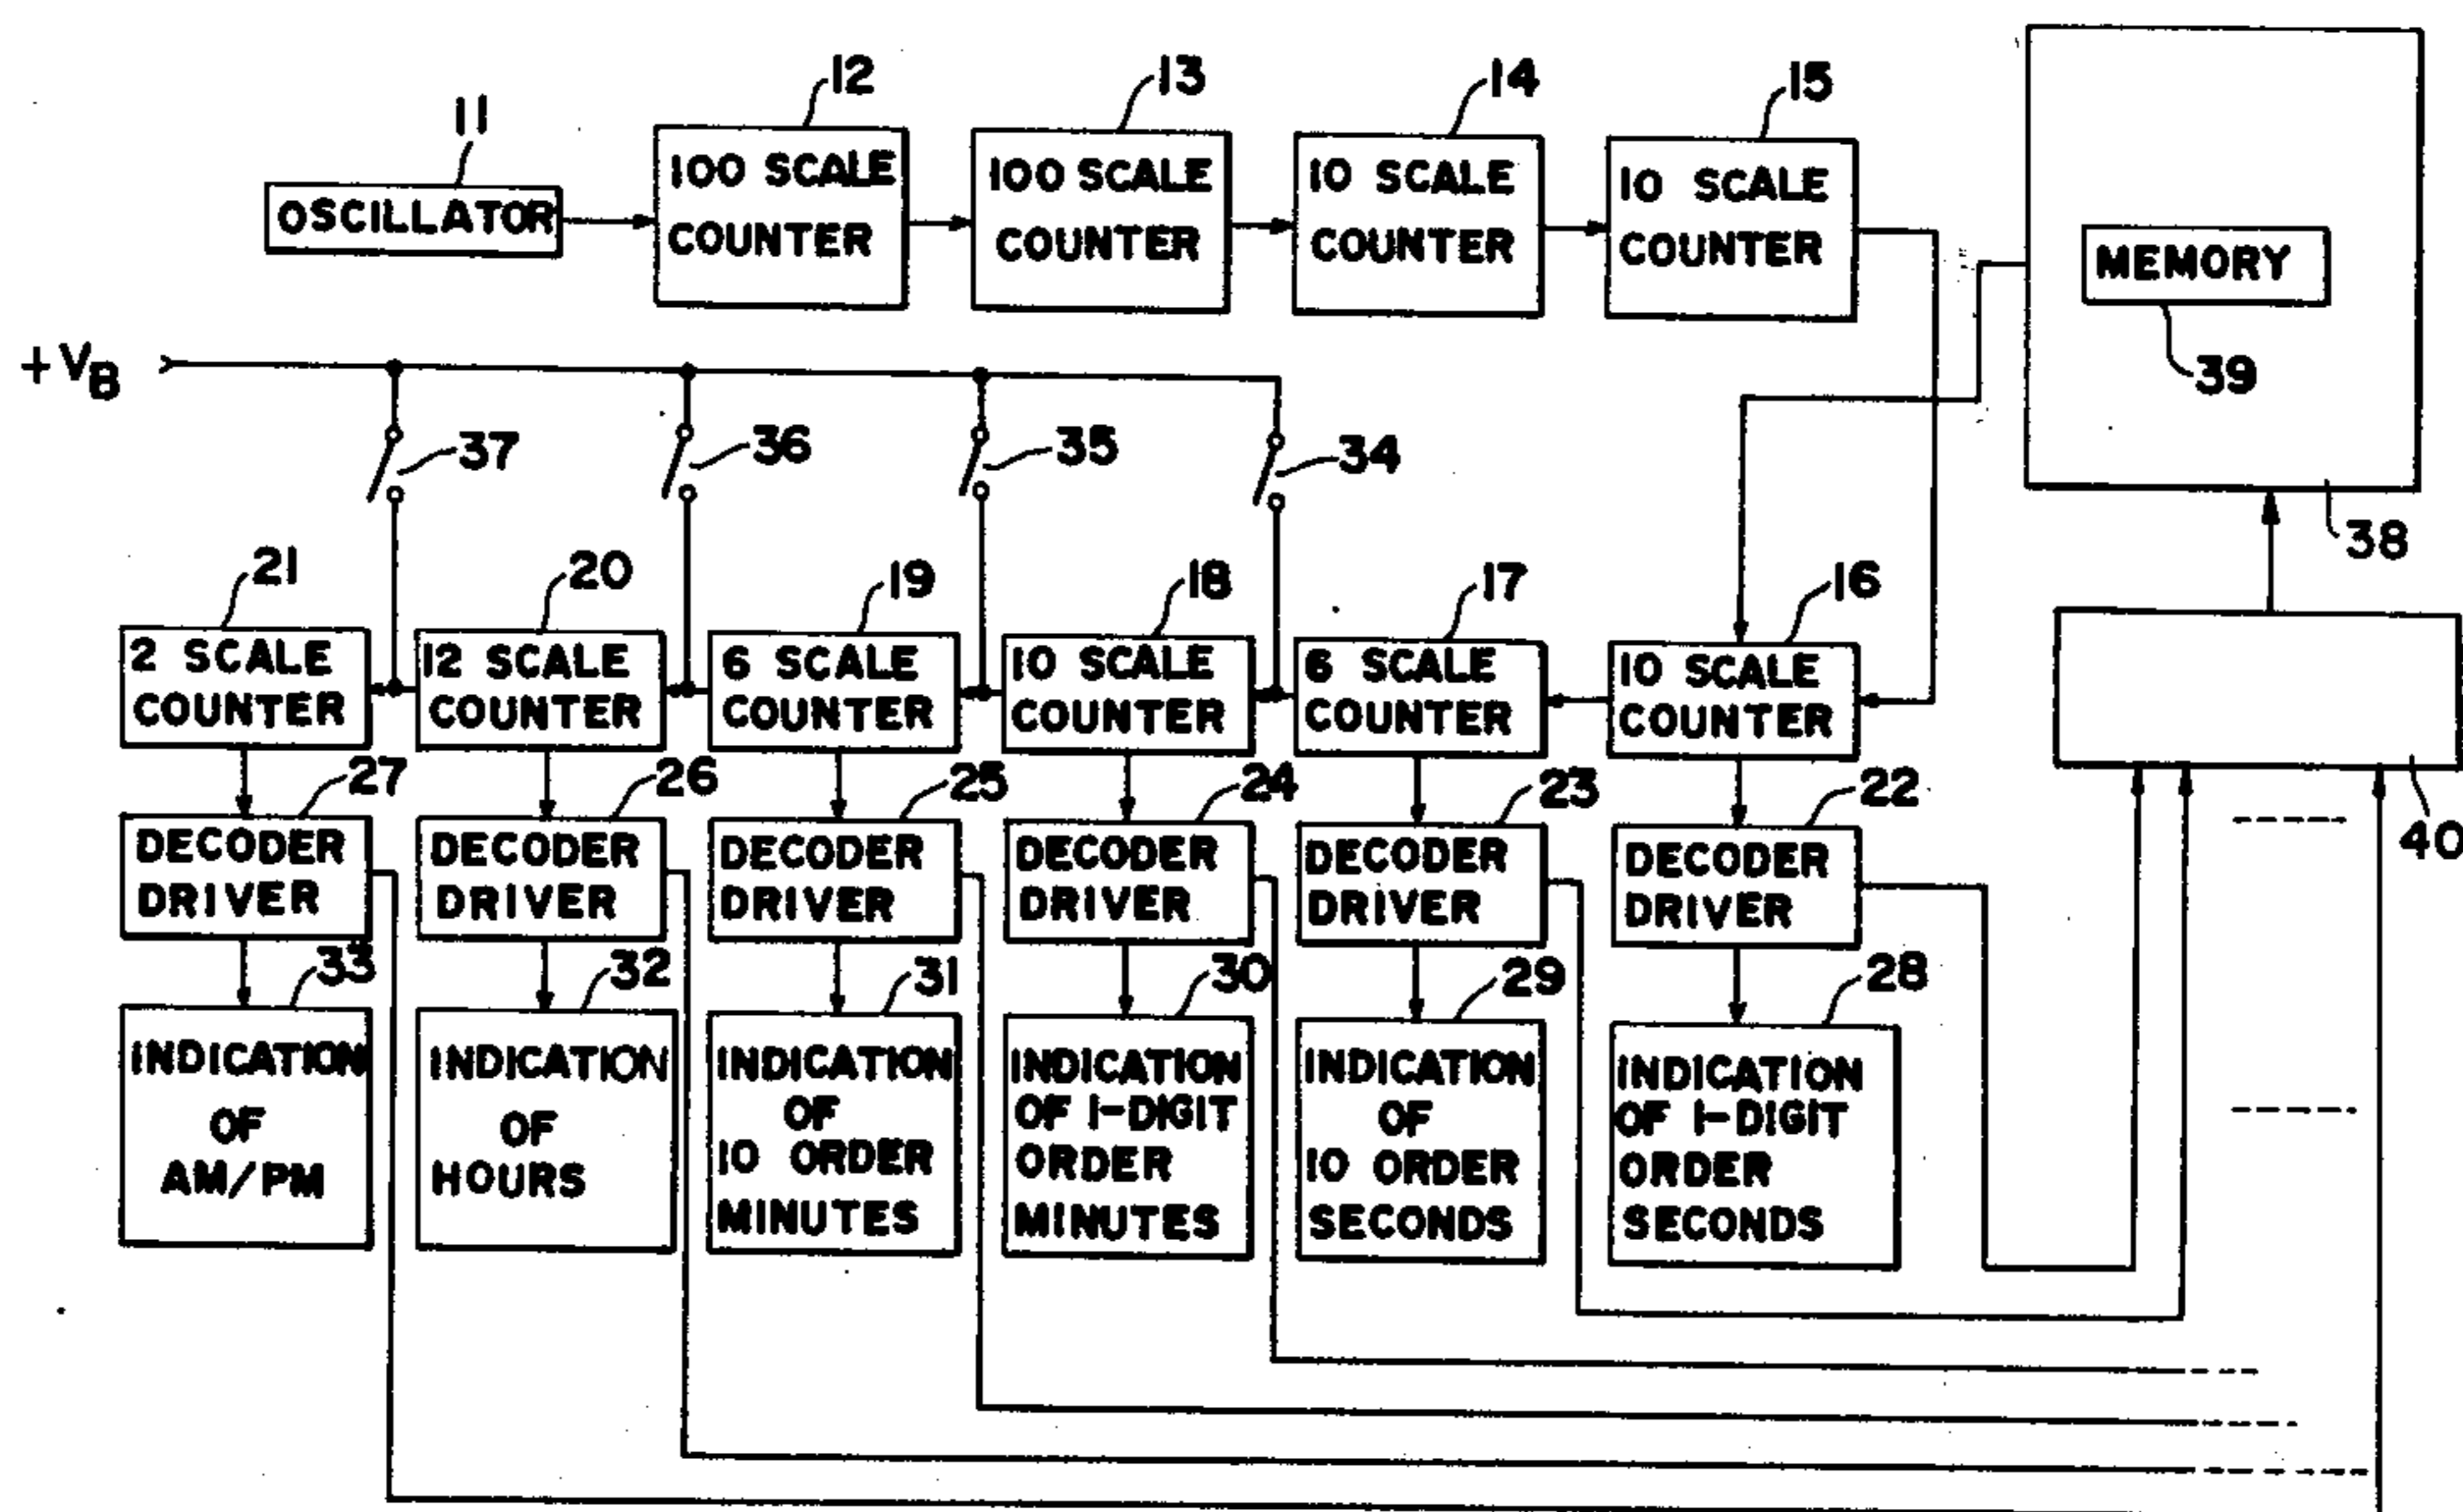 11
OSCILLATOR
12
100 SCALE
COUNTER
13
100 SCALE
COUNTER
14
10 SCALE
COUNTER
15
10 SCALE
COUNTER
MEMORY
39
38
+VB
37
36
35
34
21
2 SCALE
COUNTER
20
12 SCALE
COUNTER
19
6 SCALE
COUNTER
18
10 SCALE
COUNTER
17
6 SCALE
COUNTER
16
10 SCALE
COUNTER
40
27
DECODER
DRIVER
26
DECODER
DRIVER
25
DECODER
DRIVER
24
DECODER
DRIVER
23
DECODER
DRIVER
22
DECODER
DRIVER
33
INDICATION
OF
AM/PM
32
INDICATION
OF
HOURS
31
INDICATION
OF
10 ORDER
MINUTES
30
INDICATION
OF 1-DIGIT
ORDER
MINUTES
29
INDICATION
OF
10 ORDER
SECONDS
28
INDICATION
OF 1-DIGIT
ORDER
SECONDS